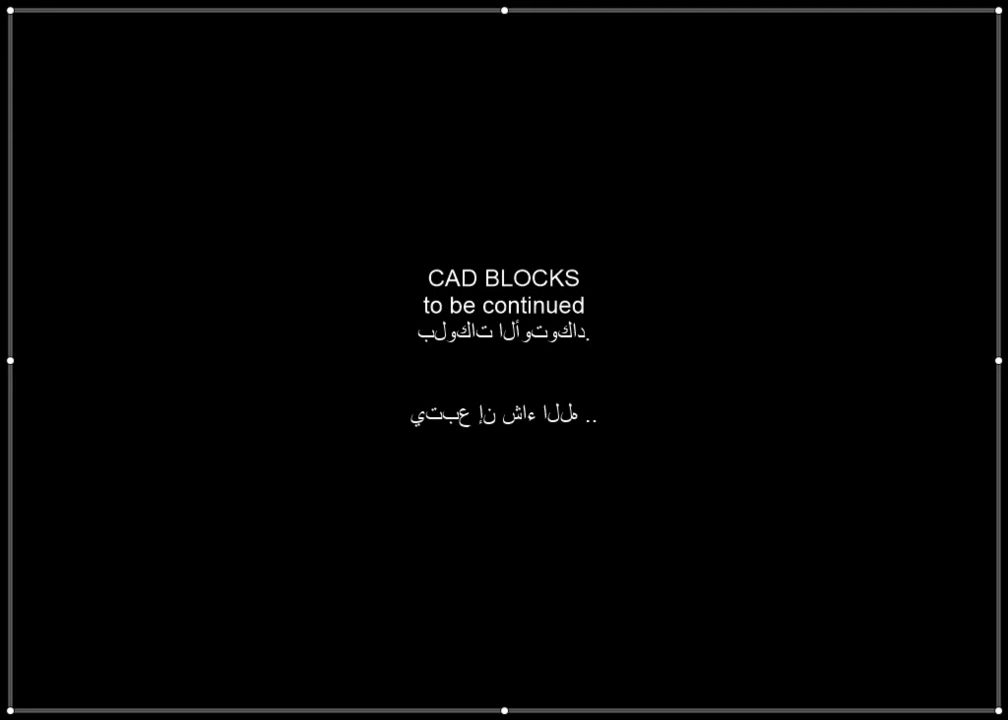 CAD BLOCKS
to be continued
بلوكات الأوتوكاد.
يتبع إن شاء الله ..